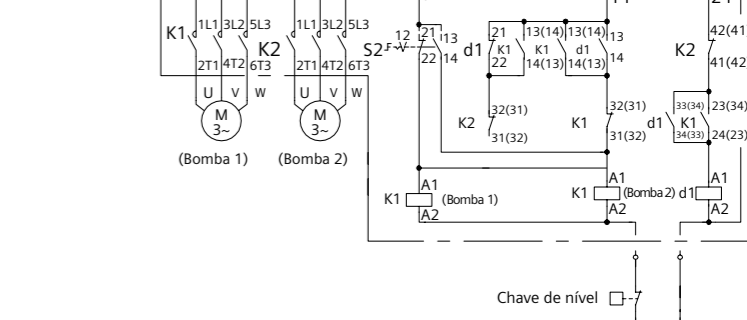 K1 1L1 3L2 5L3
K2 1L1 3L2 5L3
2T1 4T2 6T3
2T1 4T2 6T3
U V W
U V W
M
3~
M
3~
(Bomba 1)
(Bomba 2)
S2
12 21 13
22 14
d1 21 K1 22
13(14) K1 14(13)
13(14) d1 14(13)
13
14
K2 32(31)
31(32)
K1 32(31)
31(32)
K2 42(41
41(42
d1 33(34) K1 23(34)
34(33) 24(23)
K1 A1 (Bomba 1)
A2
K1 A1 (Bomba 2)
A2
d1 A1
A2
Chave de nível